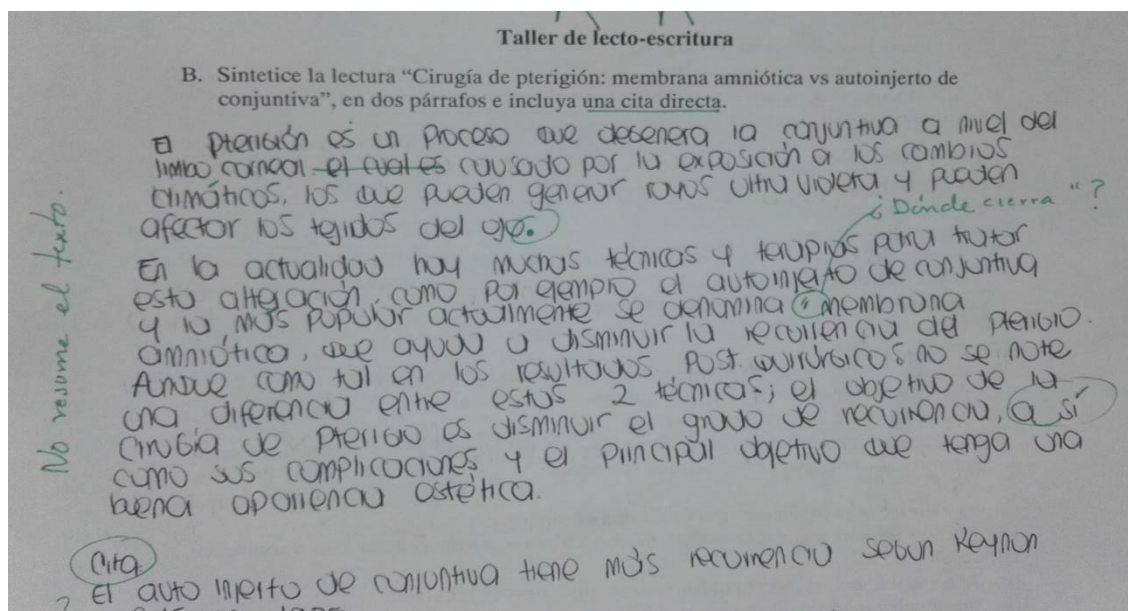 Taller de lecto-escritura
B. Sintetice la lectura “Cirugía de pterigión: membrana amniótica vs autoinjerto de
conjuntiva”, en dos párrafos e incluya una cita directa.
El pterigión es un proceso que degenera la conjuntiva a nivel del
limbo corneal el cual es causado por la exposición a los cambios
climáticos, los que pueden generar rayos ultra violeta y pueden
afectar los tejidos del ojo.
¿Dónde cierra "?
En la actualidad hay muchas técnicas y terapias para tratar
esta alteración, como por ejemplo el autoinjerto de conjuntiva
y la más popular actualmente se denomina "membrana
amniótica, que ayuda a disminuir la recurrencia del pterigio.
Anque como tal en los resultados post. quirúrgicos no se note
una diferencia entre estas 2 técnicas; el objetivo de la
cirugía de pterigio es disminuir el grado de recurrencia, a sí
como sus complicaciones y el principal objetivo que tenga una
buena apariencia estética.
No resume el texto.
Cita
? El auto injerto de conjuntiva tiene más recurrencia según